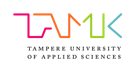 TAMK
TAMPERE UNIVERSITY
OF APPLIED SCIENCES